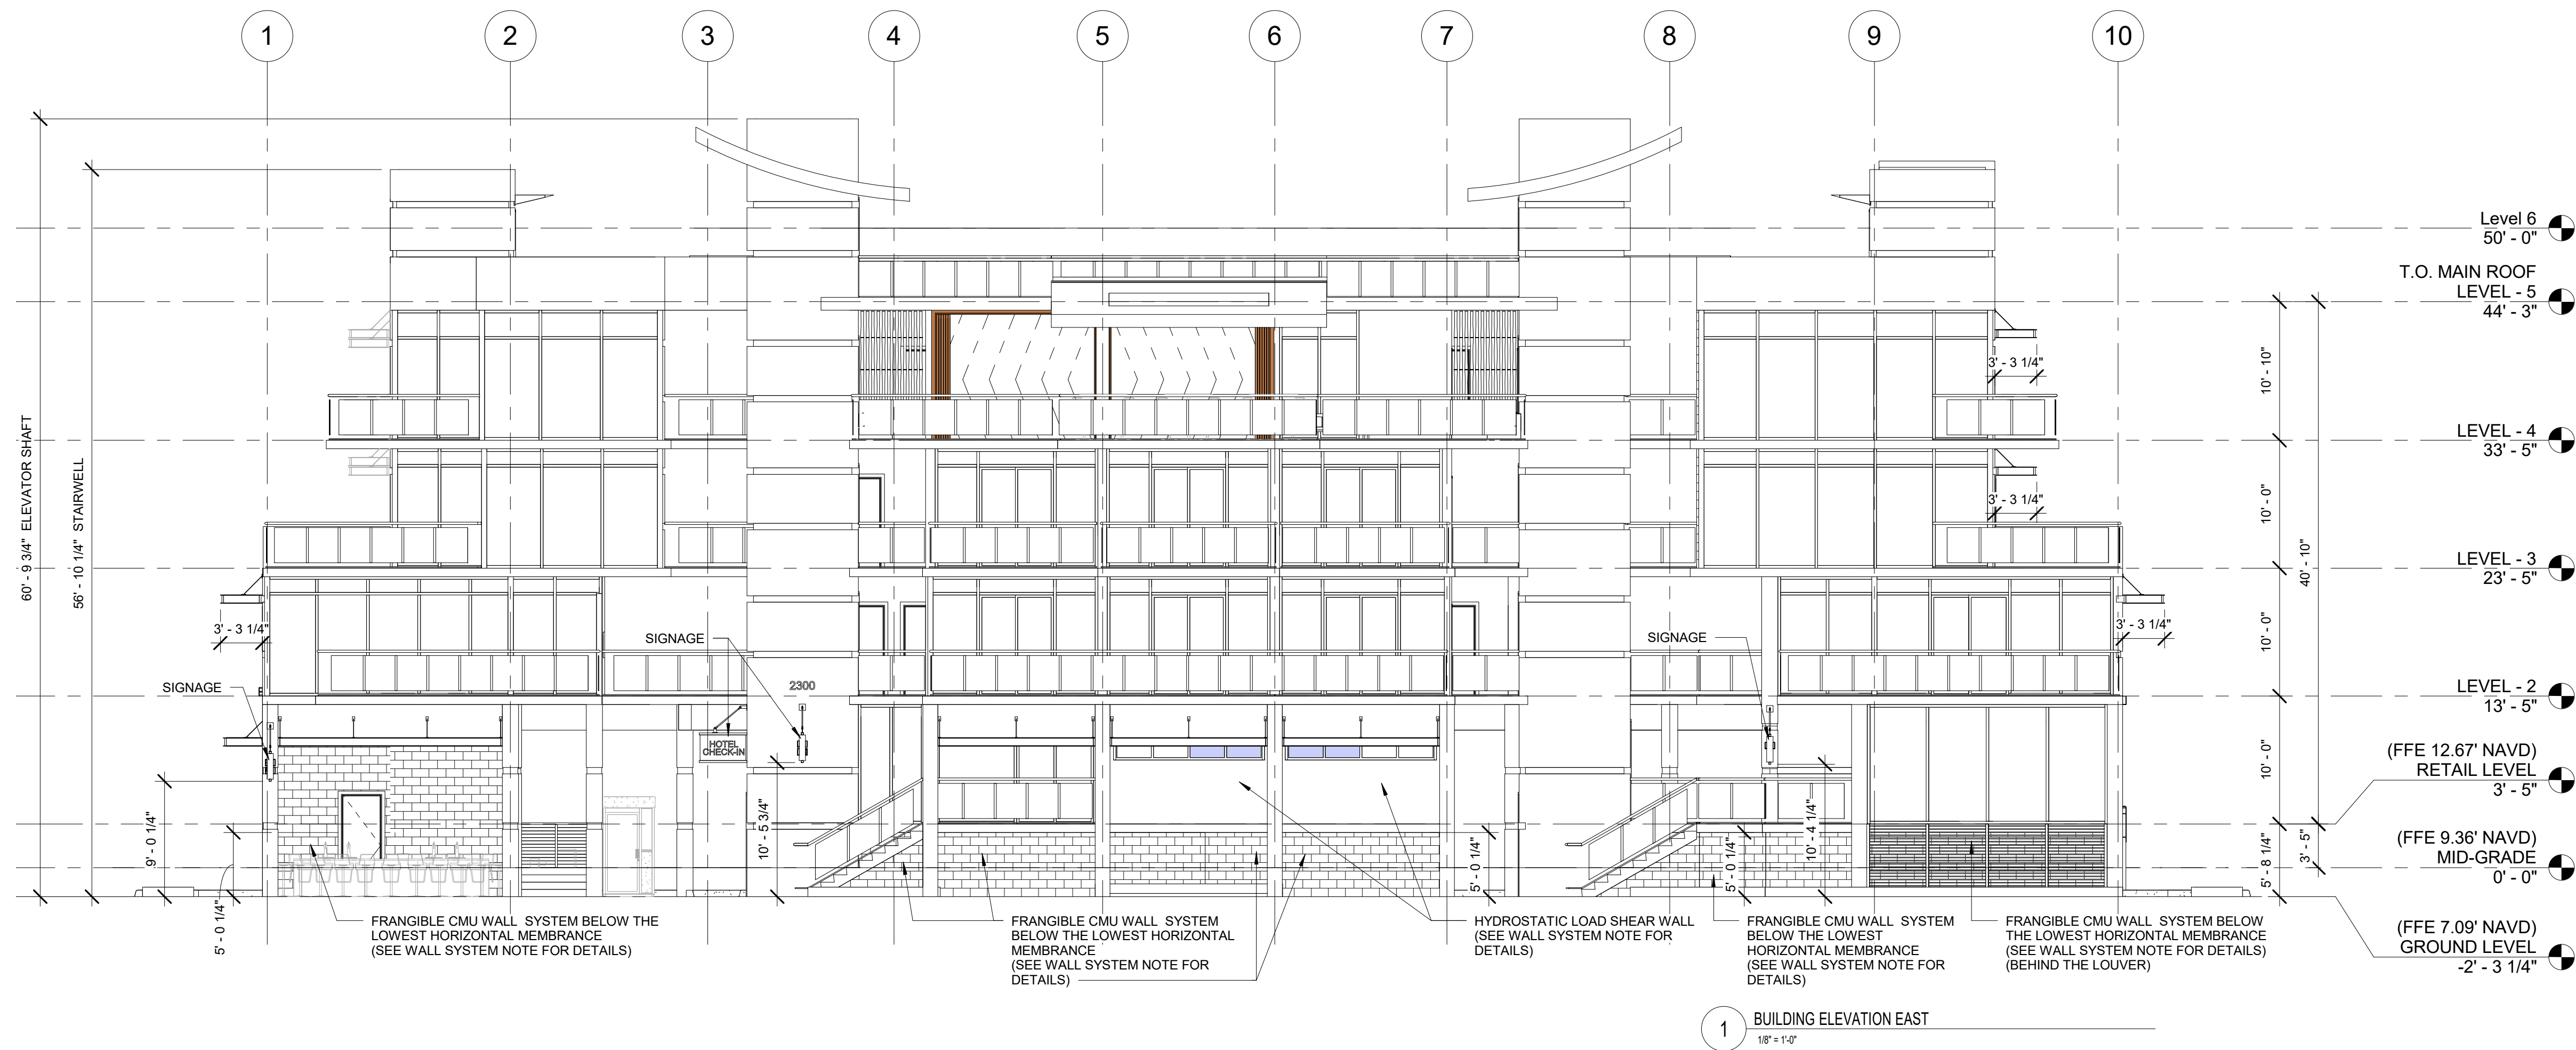 1
2
3
4
5
6
7
8
9
10
60' - 9 3/4" ELEVATOR SHAFT
56' - 10 1/4" STAIRWELL
Level 6
50' - 0"
T.O. MAIN ROOF
LEVEL - 5
44' - 3"
10' - 10"
3' - 3 1/4"
LEVEL - 4
33' - 5"
10' - 0"
3' - 3 1/4"
40' - 10"
LEVEL - 3
23' - 5"
10' - 0"
3' - 3 1/4"
3' - 3 1/4"
SIGNAGE
SIGNAGE
SIGNAGE
2300
LEVEL - 2
13' - 5"
10' - 0"
HOTEL
CHECK-IN
(FFE 12.67' NAVD)
RETAIL LEVEL
3' - 5"
9' - 0 1/4"
5' - 0 1/4"
10' - 5 3/4"
5' - 0 1/4"
5' - 0 1/4"
10' - 4 1/4"
5' - 8 1/4"
3' - 5"
(FFE 9.36' NAVD)
MID-GRADE
0' - 0"
(FFE 7.09' NAVD)
GROUND LEVEL
-2' - 3 1/4"
FRANGIBLE CMU WALL SYSTEM BELOW THE
LOWEST HORIZONTAL MEMBRANCE
(SEE WALL SYSTEM NOTE FOR DETAILS)
FRANGIBLE CMU WALL SYSTEM
BELOW THE LOWEST HORIZONTAL
MEMBRANCE
(SEE WALL SYSTEM NOTE FOR
DETAILS)
HYDROSTATIC LOAD SHEAR WALL
(SEE WALL SYSTEM NOTE FOR
DETAILS)
FRANGIBLE CMU WALL SYSTEM
BELOW THE LOWEST
HORIZONTAL MEMBRANCE
(SEE WALL SYSTEM NOTE FOR
DETAILS)
FRANGIBLE CMU WALL SYSTEM BELOW
THE LOWEST HORIZONTAL MEMBRANCE
(SEE WALL SYSTEM NOTE FOR DETAILS)
(BEHIND THE LOUVER)
1
BUILDING ELEVATION EAST
1/8" = 1'-0"